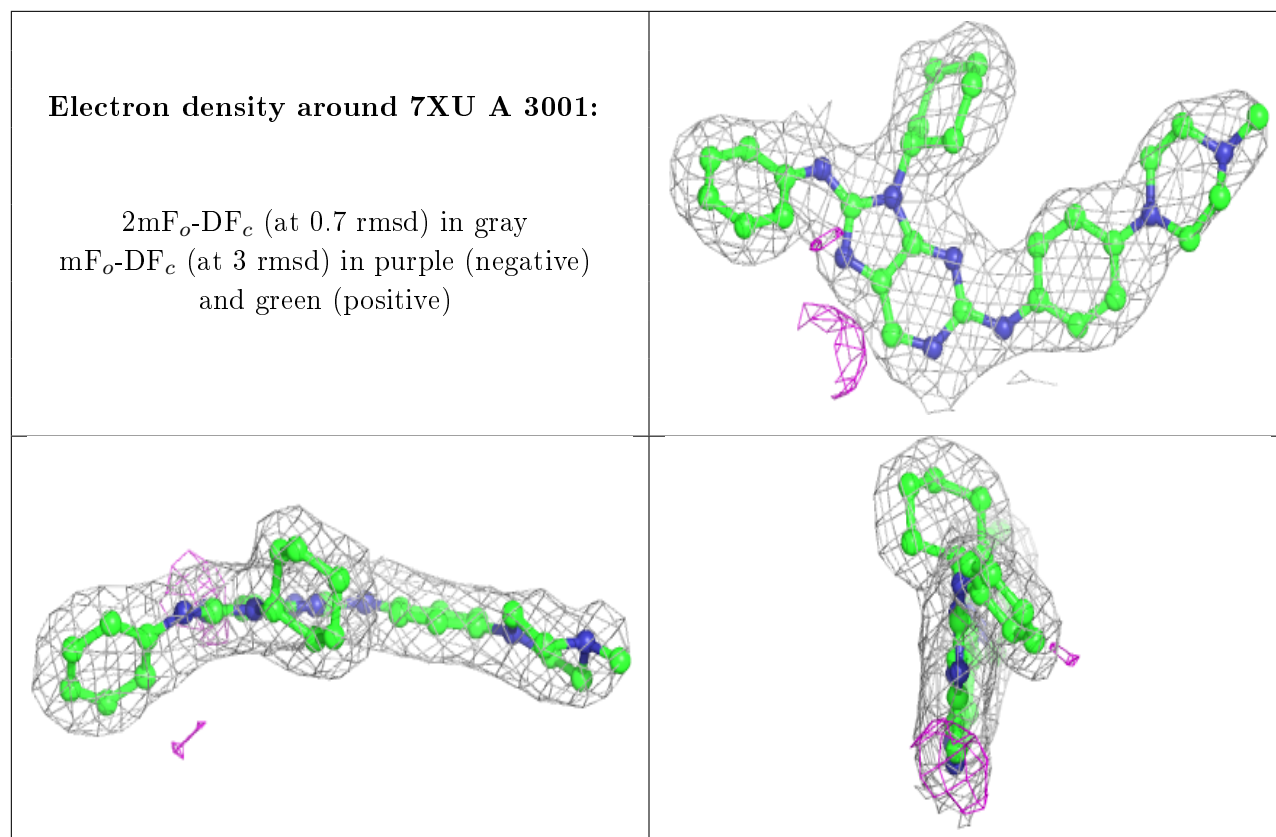 Electron density around 7XU A 3001:
2mFₒ-DF𝒸 (at 0.7 rmsd) in gray
mFₒ-DF𝒸 (at 3 rmsd) in purple (negative)
and green (positive)